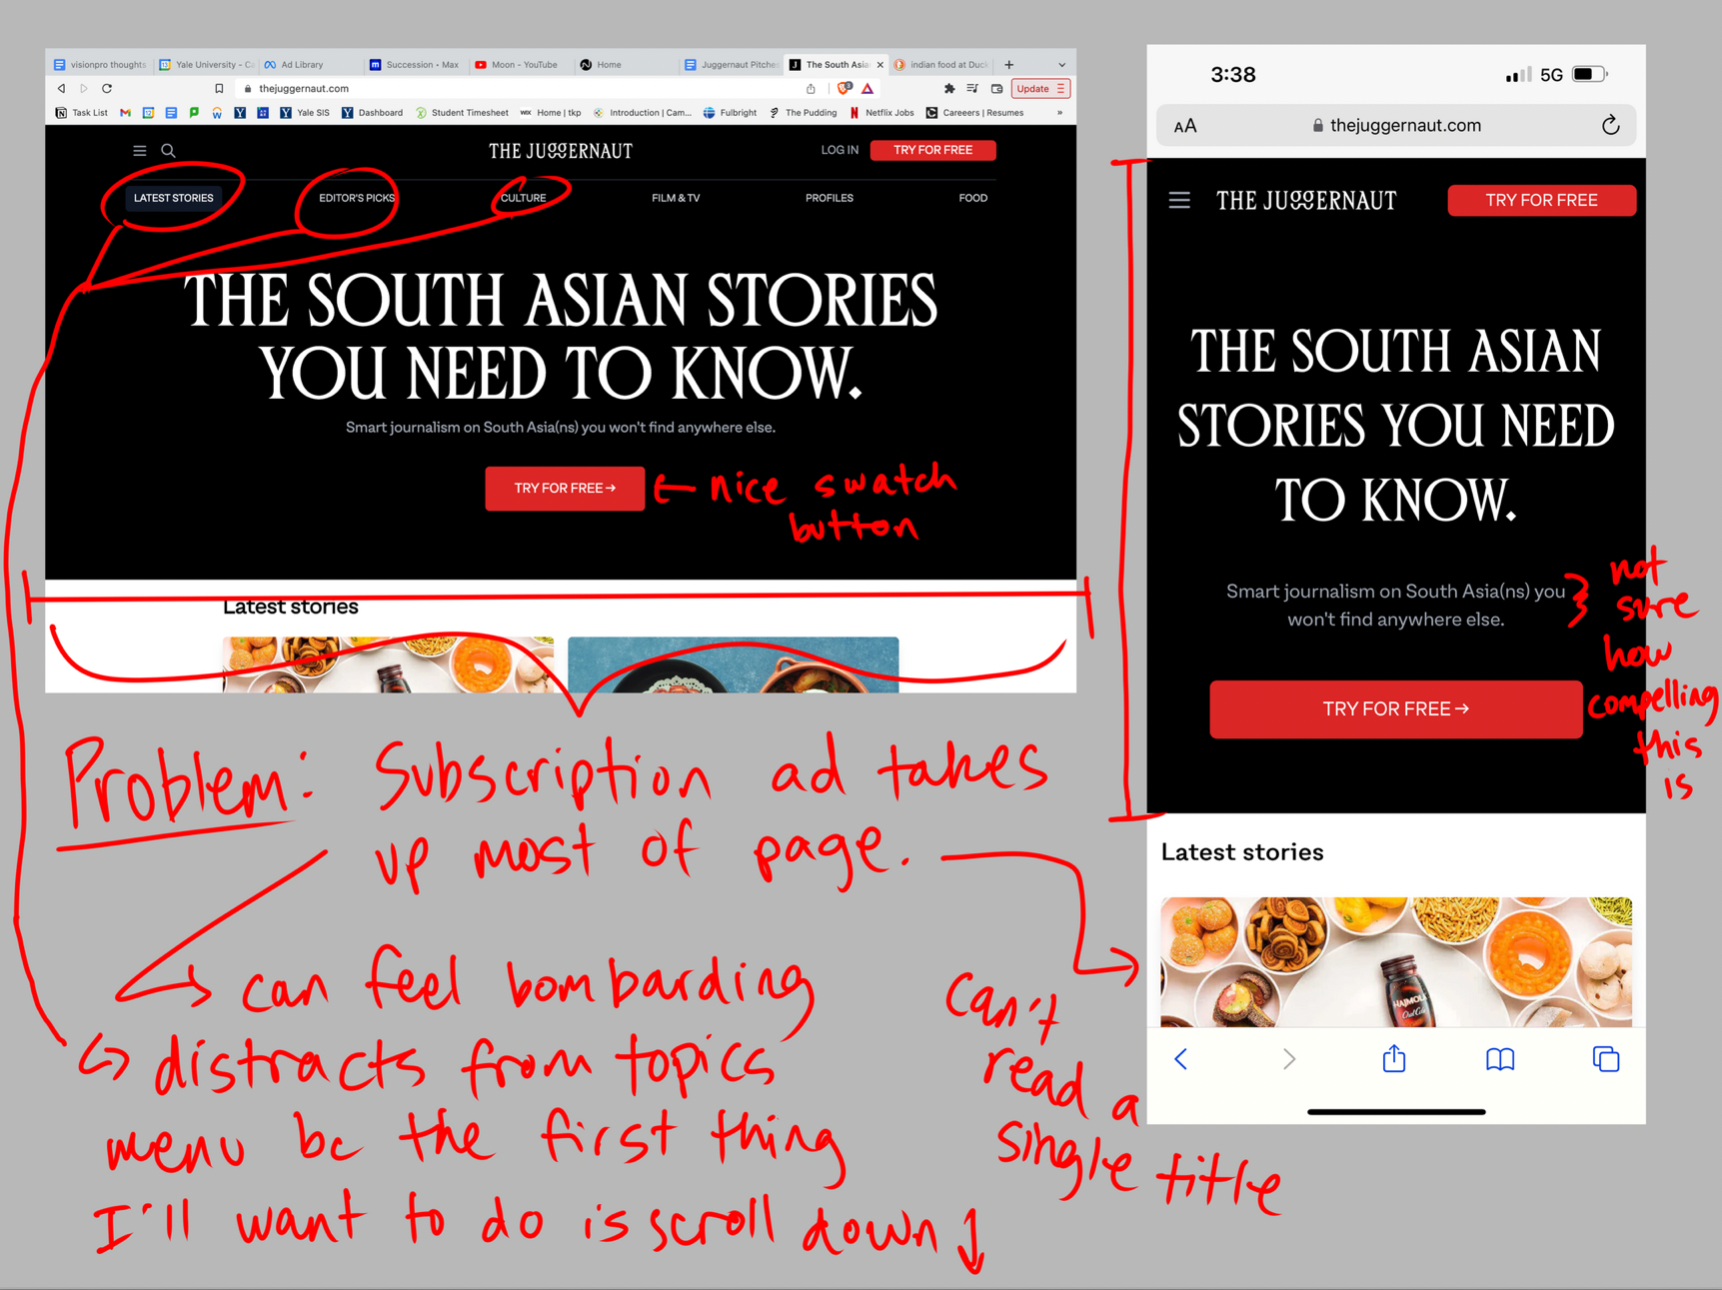 visionpro thoughts
Yale University - C
Ad Library
Succession • Max
Moon - YouTube
Home
Juggernaut Pitche
The South Asia
indian food at Duck
thejuggernaut.com
Update
Task List
Yale SIS
Dashboard
Student Timesheet
Home | tkp
Introduction | Cam...
Fulbright
The Pudding
Netflix Jobs
Careeers | Resumes
»
THE JUGGERNAUT
LOG IN
TRY FOR FREE
LATEST STORIES
EDITOR'S PICKS
CULTURE
FILM & TV
PROFILES
FOOD
THE SOUTH ASIAN STORIES
YOU NEED TO KNOW.
Smart journalism on South Asia(ns) you won't find anywhere else.
TRY FOR FREE →
← nice swatch
button
Latest stories
Problem: Subscription ad takes
up most of page.
can feel bombarding
distracts from topics
menu bc the first thing
I'll want to do is scroll down ↓
can't
read a
single title
3:38
5G
AA
thejuggernaut.com
THE JUGGERNAUT
TRY FOR FREE
THE SOUTH ASIAN
STORIES YOU NEED
TO KNOW.
Smart journalism on South Asia(ns) you
won't find anywhere else.
not
sure
how
compelling
this
is
TRY FOR FREE →
Latest stories
HAJMOLA